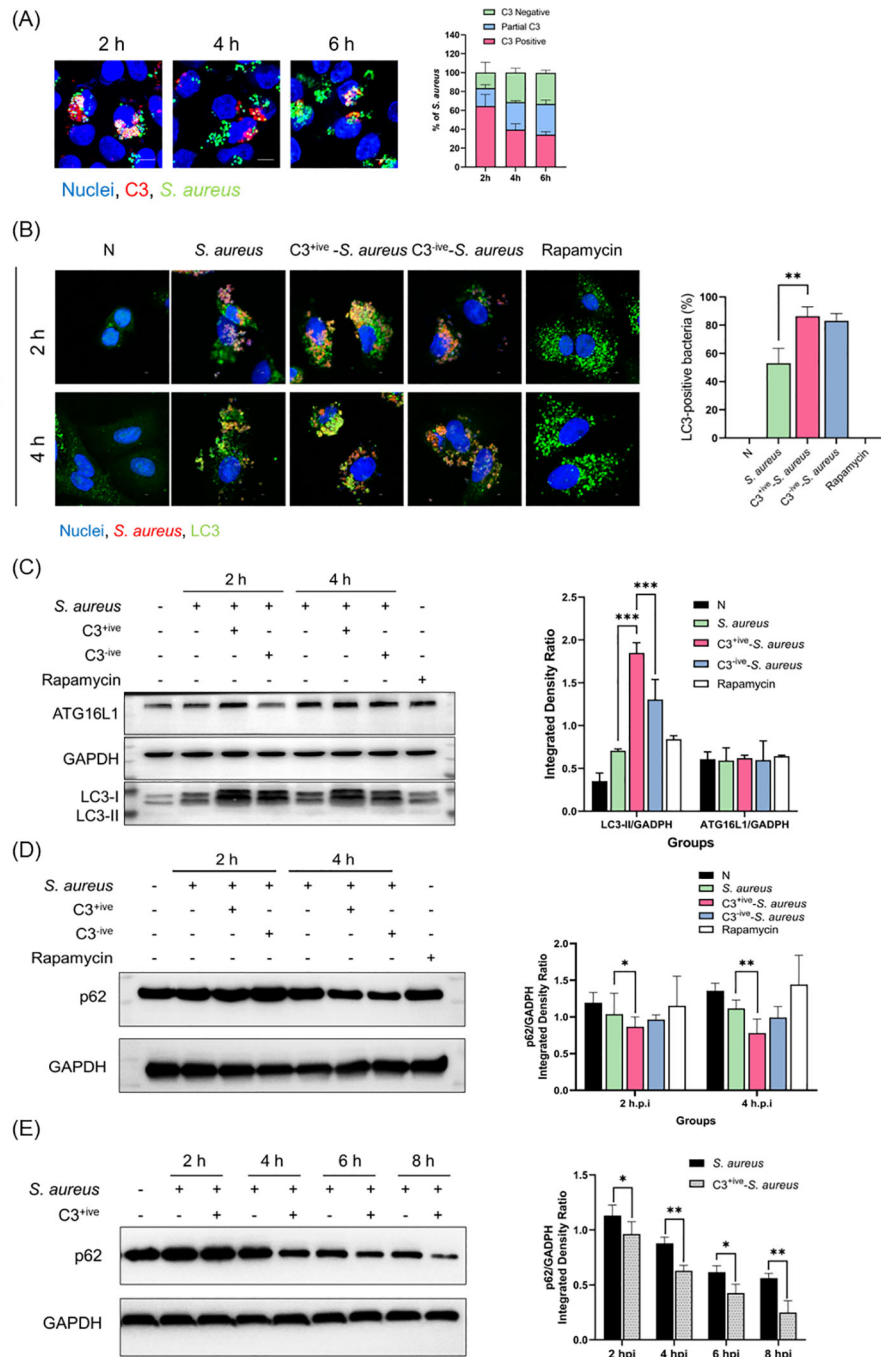 (A)
2 h 4 h 6 h
Nuclei, C3, S. aureus
C3 Negative
Partial C3
C3 Positive
% of S. aureus
140
120
100
80
60
40
20
0
2h 4h 6h
(B)
N S. aureus C3+ive -S. aureus C3-ive-S. aureus Rapamycin
2 h
4 h
Nuclei, S. aureus, LC3
**
LC3-positive bacteria (%)
100
80
60
40
20
0
N
S. aureus
C3+ive-S. aureus
C3-ive-S. aureus
Rapamycin
(C)
2 h 4 h
S. aureus - + + + + + + -
C3+ive - - + - - + - -
C3-ive - - - + - - + -
Rapamycin - - - - - - - +
ATG16L1
GAPDH
LC3-I
LC3-II
Integrated Density Ratio
2.5
2.0
1.5
1.0
0.5
0.0
*** ***
N
S. aureus
C3+ive-S. aureus
C3-ive-S. aureus
Rapamycin
LC3-II/GADPH ATG16L1/GADPH
Groups
(D)
2 h 4 h
S. aureus - + + + + + + -
C3+ive - - + - - + - -
C3-ive - - - + - - + -
Rapamycin - - - - - - - +
p62
GAPDH
N
S. aureus
C3+ive-S. aureus
C3-ive-S. aureus
Rapamycin
p62/GADPH
Integrated Density Ratio
2.0
1.5
1.0
0.5
0.0
* **
2 h.p.i 4 h.p.i
Groups
(E)
2 h 4 h 6 h 8 h
S. aureus - + + + + + + + +
C3+ive - - + - + - + - +
p62
GAPDH
S. aureus
C3+ive-S. aureus
p62/GADPH
Integrated Density Ratio
1.5
1.0
0.5
0.0
* ** * **
2 hpi 4 hpi 6 hpi 8 hpi